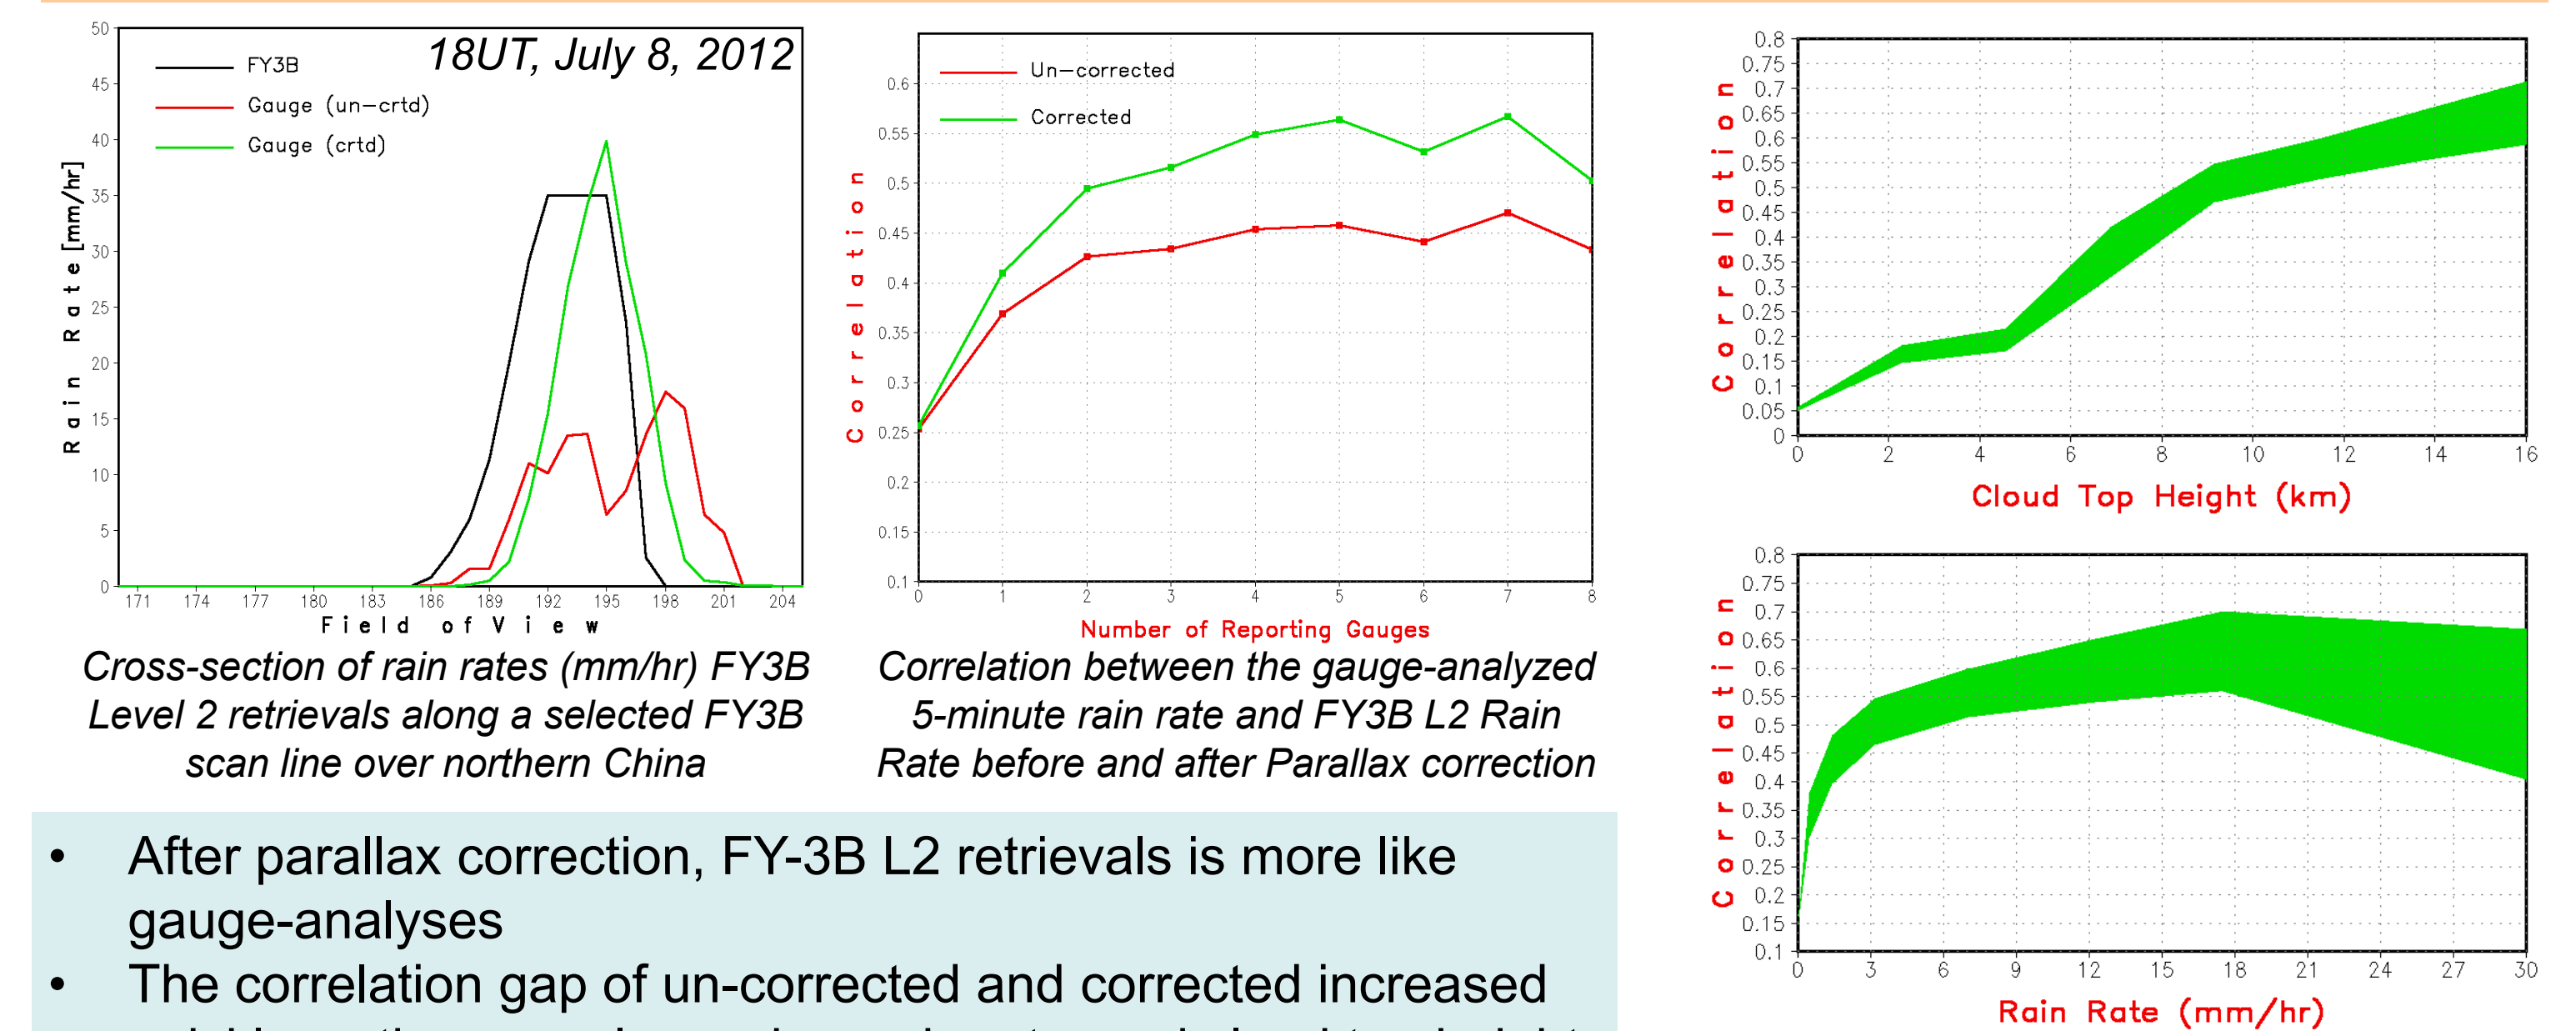 18UT, July 8, 2012
FY3B
Gauge (un-crtd)
Gauge (crtd)
Rain Rate[mm/hr]
50
45
40
35
30
25
20
15
10
5
0
171 174 177 180 183 186 189 192 195 198 201 204
Field of View
Cross-section of rain rates (mm/hr) FY3B
Level 2 retrievals along a selected FY3B
scan line over northern China
Un-corrected
Corrected
Correlation
0.6
0.55
0.5
0.45
0.4
0.35
0.3
0.25
0.2
0.15
0.1
0 1 2 3 4 5 6 7 8
Number of Reporting Gauges
Correlation between the gauge-analyzed
5-minute rain rate and FY3B L2 Rain
Rate before and after Parallax correction
Correlation
0.8
0.75
0.7
0.65
0.6
0.55
0.5
0.45
0.4
0.35
0.3
0.25
0.2
0.15
0.1
0.05
0
0 2 4 6 8 10 12 14 16
Cloud Top Height (km)
Correlation
0.8
0.75
0.7
0.65
0.6
0.55
0.5
0.45
0.4
0.35
0.3
0.25
0.2
0.15
0.1
0 3 6 9 12 15 18 21 24 27 30
Rain Rate (mm/hr)
• After parallax correction, FY-3B L2 retrievals is more like
gauge-analyses
• The correlation gap of un-corrected and corrected increased